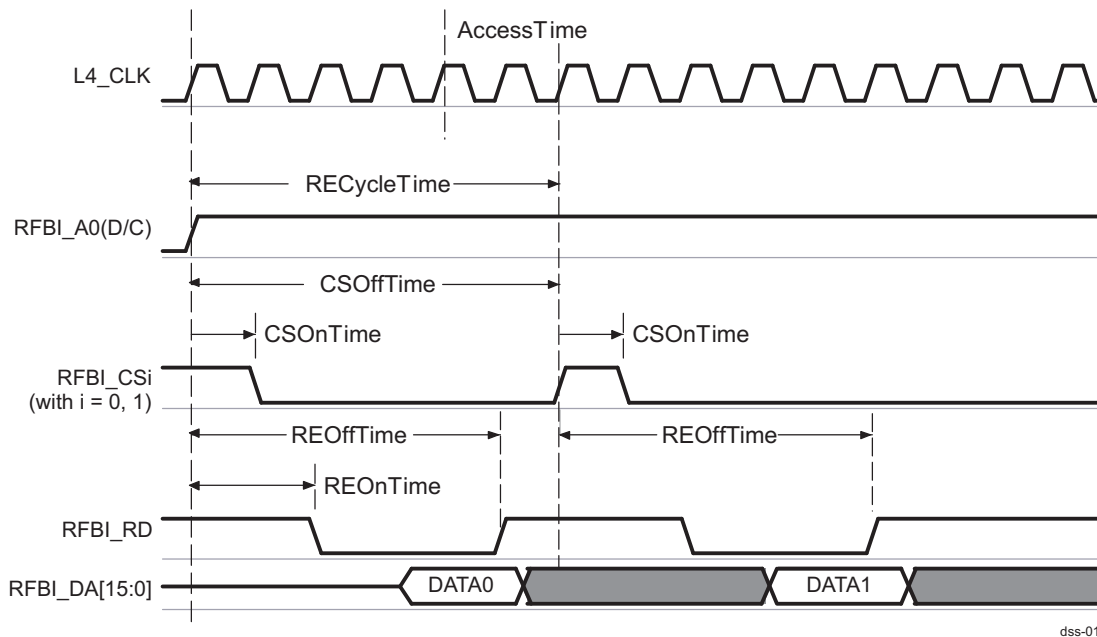 AccessTime
L4_CLK
RECycleTime
RFBI_A0(D/C)
CSOffTime
CSOnTime
CSOnTime
RFBI_CSi
(with i = 0, 1)
REOffTime
REOffTime
REOnTime
RFBI_RD
RFBI_DA[15:0]
DATA0
DATA1
dss-01